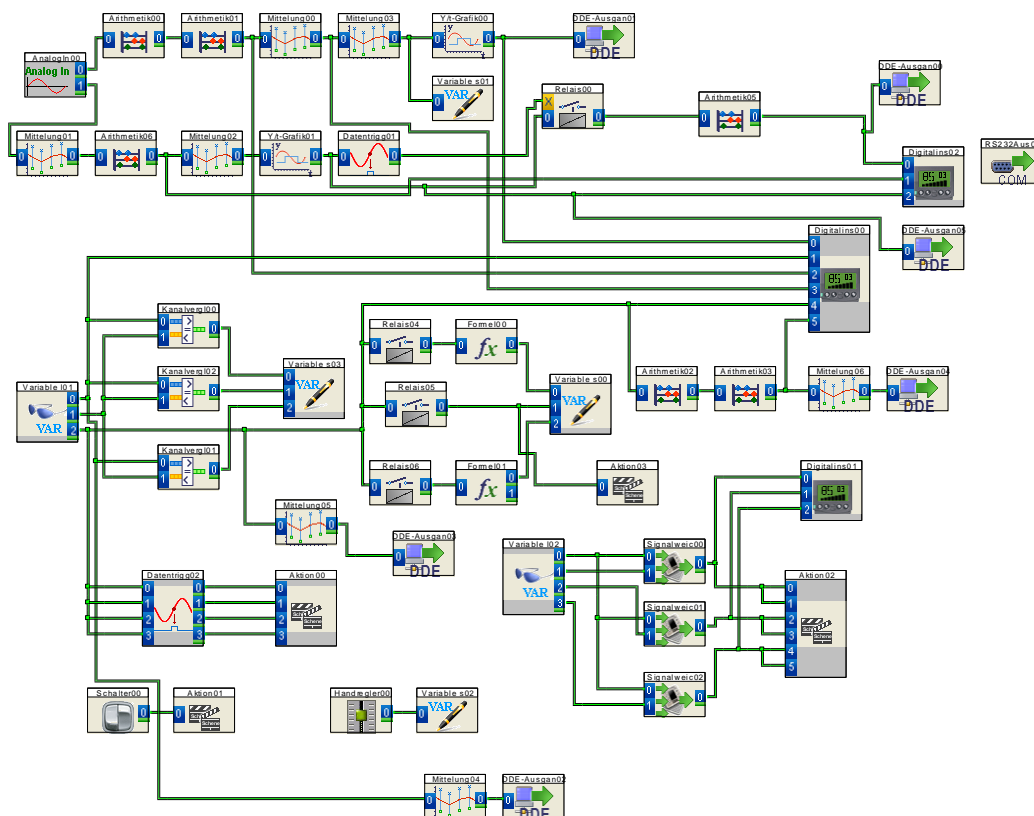 Arithmetik00
Arithmetik01
Mittelung00
Mittelung03
Y/t-Grafik00
DDE-Ausgan01
DDE
AnalogIn00
Analog In
Variable s01
VAR
Relais00
Arithmetik05
DDE-Ausgan00
DDE
Mittelung01
Arithmetik06
Mittelung02
Y/t-Grafik01
Datentrigg01
Digitalins02
RS232Aus0
COM
Digitalins00
DDE-Ausgan05
DDE
Kanalvergl00
Relais04
Formel00
fx
Kanalvergl02
Variable s03
VAR
Relais05
Variable s00
VAR
Arithmetik02
Arithmetik03
Mittelung06
DDE-Ausgan04
DDE
Variable l01
VAR
Kanalvergl01
Relais06
Formel01
fx
Aktion03
Digitalins01
Mittelung05
DDE-Ausgan03
DDE
Variable l02
VAR
Signalweic00
Datentrigg02
Aktion00
Aktion02
Signalweic01
Signalweic02
Schalter00
Aktion01
Handregler00
Variable s02
VAR
Mittelung04
DDE-Ausgan02
DDE